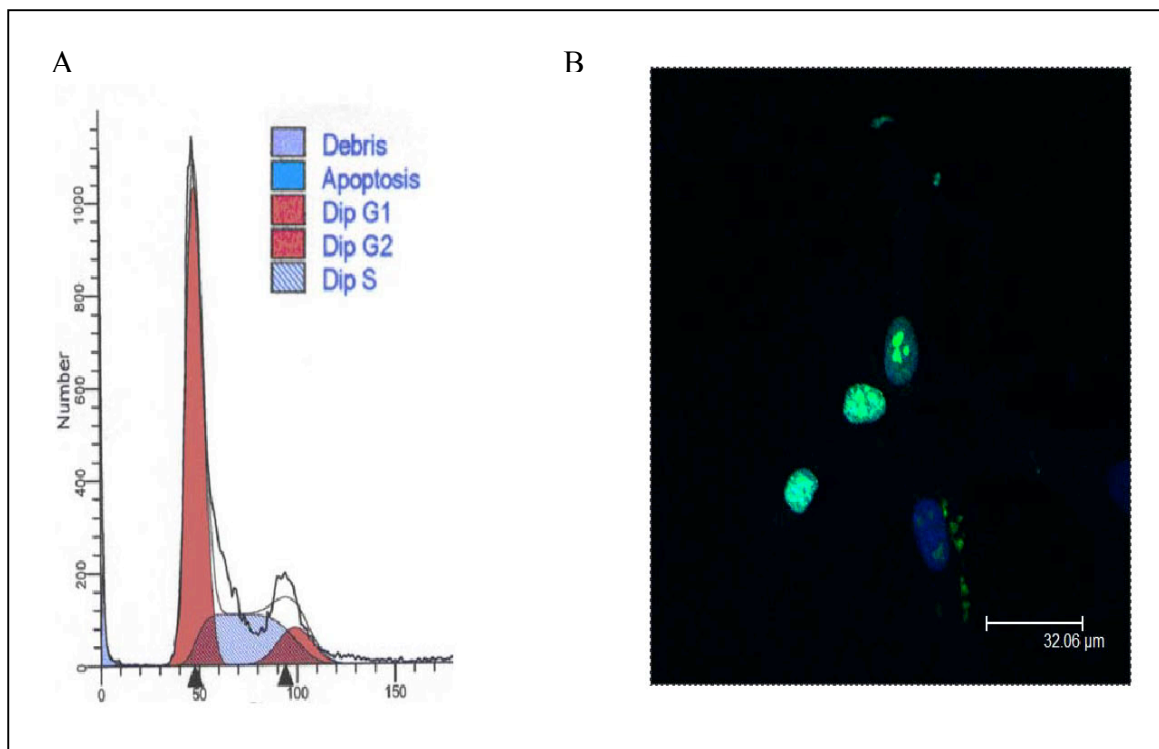 A
B
Debris
Apoptosis
Dip G1
Dip G2
Dip S
Number
1000
800
600
400
200
0
0
50
100
150
32.06 µm